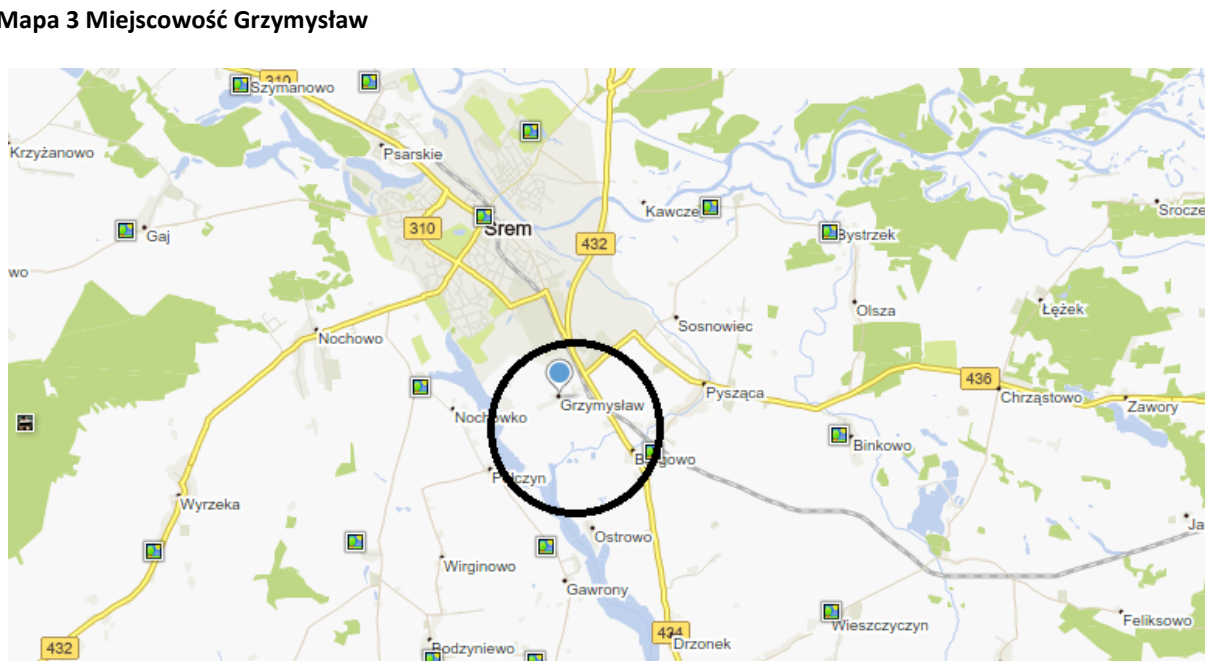 Mapa 3 Miejscowość Grzymysław
310
Szymanowo
Krzyżanowo
Psarskie
Kawcze
Srocze
310
Śrem
432
Bystrzek
Gaj
wo
Olsza
Łężek
Nochowo
Sosnowiec
436
Pysząca
Chrząstowo
Zawory
Grzymysław
Nochowko
Binkowo
Wyrzeka
Ja
Ostrowo
Wirginowo
Gawrony
Feliksowo
Wieszczyczyn
434
Drzonek
432
Bodzyniewo